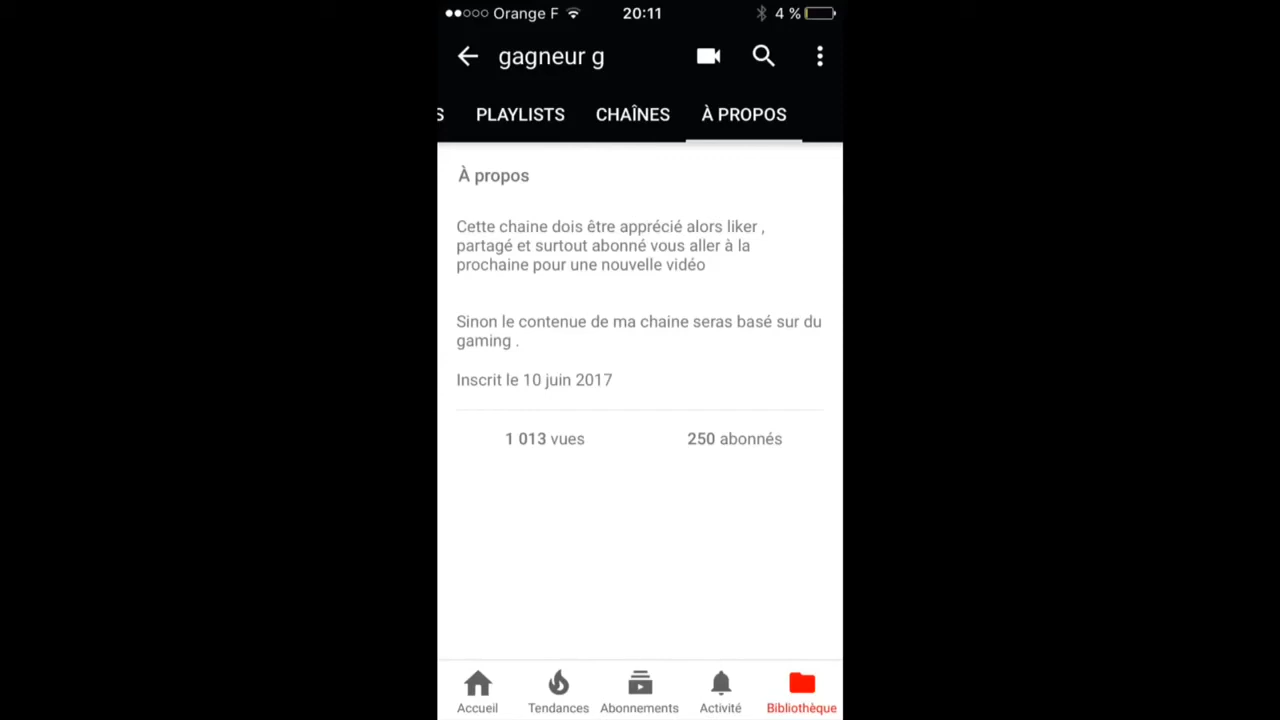 Orange F 20:11 4 %
gagneur g
S PLAYLISTS CHAÎNES À PROPOS
À propos
Cette chaine dois être apprécié alors liker ,
partagé et surtout abonné vous aller à la
prochaine pour une nouvelle vidéo
Sinon le contenue de ma chaine seras basé sur du
gaming .
Inscrit le 10 juin 2017
1 013 vues 250 abonnés
Accueil Tendances Abonnements Activité Bibliothèque